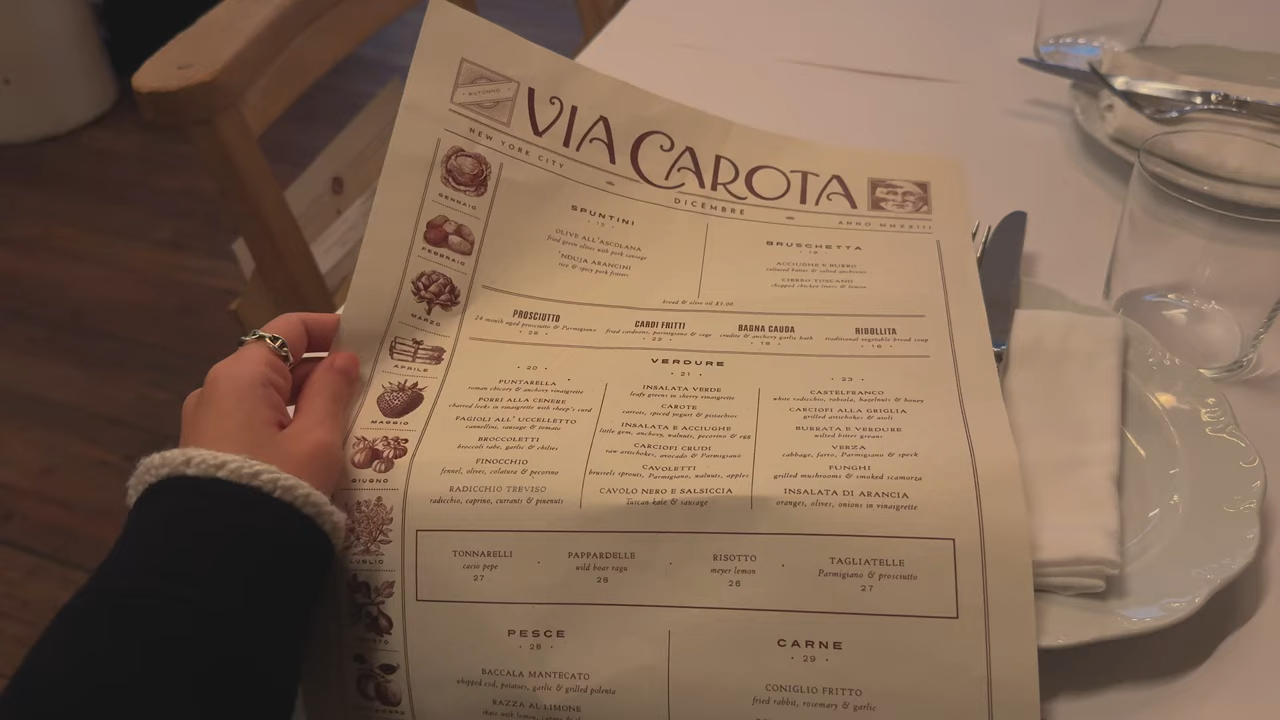 VIA CAROTA
NEW YORK CITY
DICEMBRE
ANNO MMXXIII
GENNAIO
FEBBRAIO
MARZO
APRILE
MAGGIO
GIUGNO
LUGLIO
SPUNTINI
OLIVE ALL'ASCOLANA
fried green olives with pork sausage
'NDUJA ARANCINI
rice & spicy pork fritters
BRUSCHETTA
ACCIUGHE E BURRO
cultured butter & salted anchovies
CIBREO TOSCANO
chopped chicken livers & lemon
bread & olive oil
PROSCIUTTO
24 month aged prosciutto & Parmigiano
CARDI FRITTI
fried cardoons, parmigiano & sage
· 22 ·
BAGNA CAUDA
crudite & anchovy garlic bath
RIBOLLITA
traditional vegetable bread soup
VERDURE
· 20 ·
PUNTARELLA
roman chicory & anchovy vinaigrette
PORRI ALLA CENERE
charred leeks in vinaigrette with sheep's curd
FAGIOLI ALL' UCCELLETTO
cannellini, sausage & tomato
BROCCOLETTI
broccoli rabe, garlic & chilies
FINOCCHIO
fennel, olives, colatura & pecorino
RADICCHIO TREVISO
radicchio, caprino, currants & pinenuts
· 21 ·
INSALATA VERDE
leafy greens in sherry vinaigrette
CAROTE
carrots, spiced yogurt & pistachios
INSALATA E ACCIUGHE
little gem, anchovy, walnuts, pecorino & egg
CARCIOFI CRUDI
raw artichokes, avocado & Parmigiano
CAVOLETTI
brussels sprouts, Parmigiano, walnuts, apples
CAVOLO NERO E SALSICCIA
Tuscan kale & sausage
· 23 ·
CASTELFRANCO
white radicchio, robiola, hazelnuts & honey
CARCIOFI ALLA GRIGLIA
grilled artichokes & aioli
BURRATA E VERDURE
wilted bitter greens
VERZA
cabbage, farro, Parmigiano & speck
FUNGHI
grilled mushrooms & smoked scamorza
INSALATA DI ARANCIA
oranges, olives, onions in vinaigrette
TONNARELLI
cacio pepe
27
PAPPARDELLE
wild boar ragu
28
RISOTTO
meyer lemon
26
TAGLIATELLE
Parmigiano & prosciutto
27
PESCE
· 28 ·
BACCALA MANTECATO
whipped cod, potatoes, garlic & grilled polenta
RAZZA AL LIMONE
CARNE
· 29 ·
CONIGLIO FRITTO
fried rabbit, rosemary & garlic